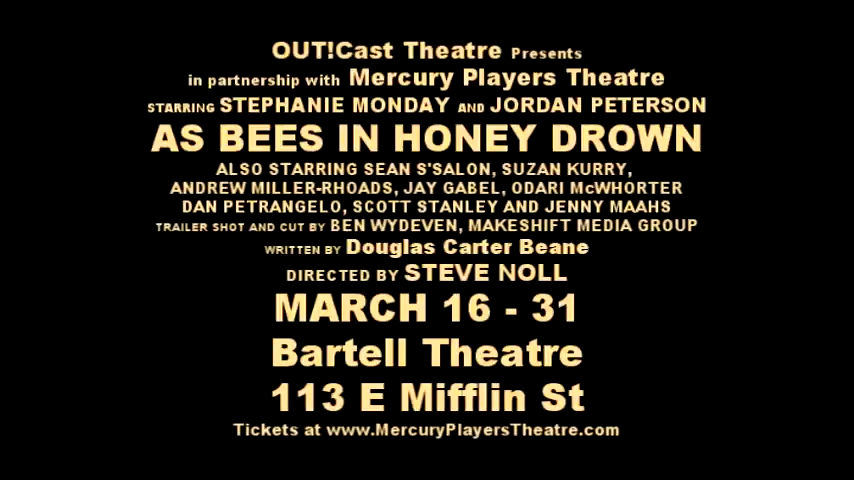 OUT!Cast Theatre Presents
in partnership with Mercury Players Theatre
STARRING STEPHANIE MONDAY AND JORDAN PETERSON
AS BEES IN HONEY DROWN
ALSO STARRING SEAN S'SALON, SUZAN KURRY,
ANDREW MILLER-RHOADS, JAY GABEL, ODARI McWHORTER
DAN PETRANGELO, SCOTT STANLEY AND JENNY MAAHS
TRAILER SHOT AND CUT BY BEN WYDEVEN, MAKESHIFT MEDIA GROUP
WRITTEN BY Douglas Carter Beane
DIRECTED BY STEVE NOLL
MARCH 16 - 31
Bartell Theatre
113 E Mifflin St
Tickets at www.MercuryPlayersTheatre.com